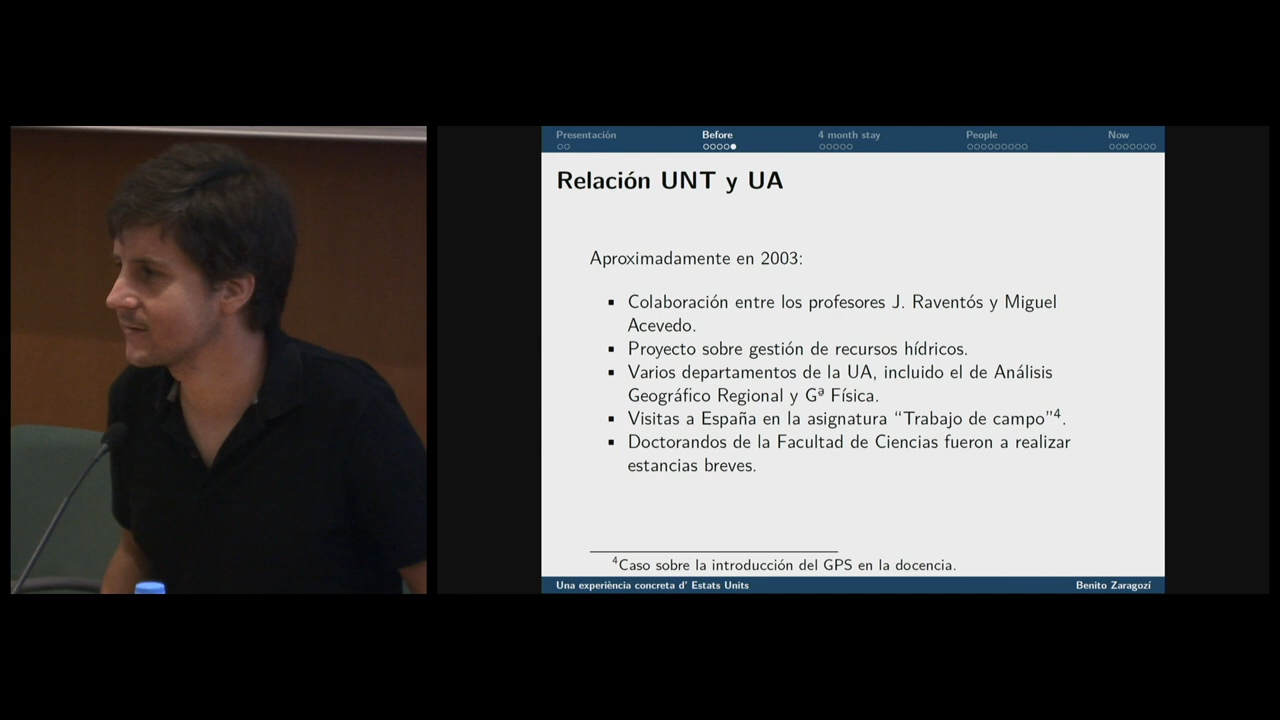 Presentación Before 4 month stay People Now
Relación UNT y UA
Aproximadamente en 2003:
Colaboración entre los profesores J. Raventós y Miguel
Acevedo.
Proyecto sobre gestión de recursos hídricos.
Varios departamentos de la UA, incluido el de Análisis
Geográfico Regional y Gª Física.
Visitas a España en la asignatura “Trabajo de campo”⁴.
Doctorandos de la Facultad de Ciencias fueron a realizar
estancias breves.
⁴Caso sobre la introducción del GPS en la docencia.
Una experiència concreta d' Estats Units Benito Zaragozí